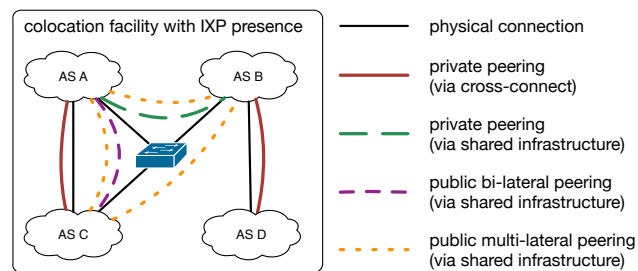 colocation facility with IXP presence
AS A
AS B
AS C
AS D
physical connection
private peering
(via cross-connect)
private peering
(via shared infrastructure)
public bi-lateral peering
(via shared infrastructure)
public multi-lateral peering
(via shared infrastructure)